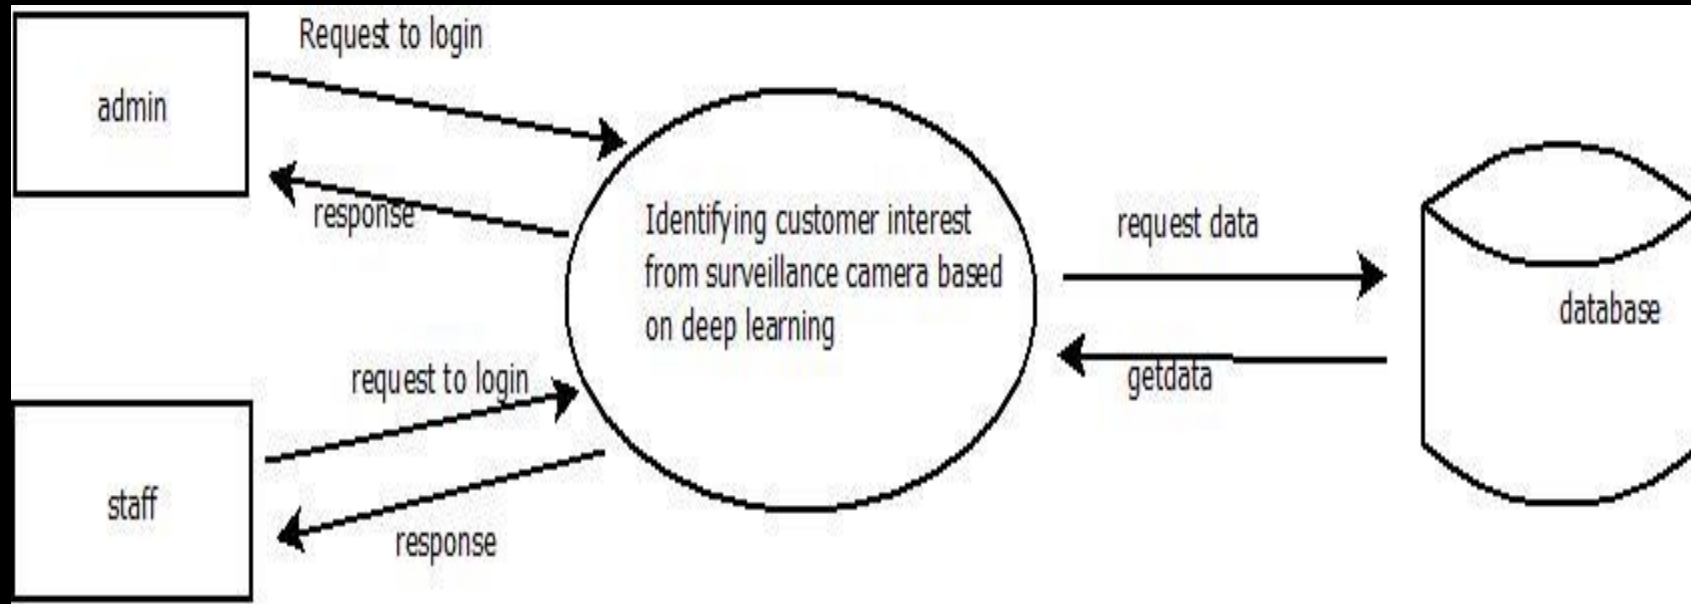 Request to login
admin
response
Identifying customer interest
from surveillance camera based
on deep learning
request data
database
getdata
request to login
staff
response